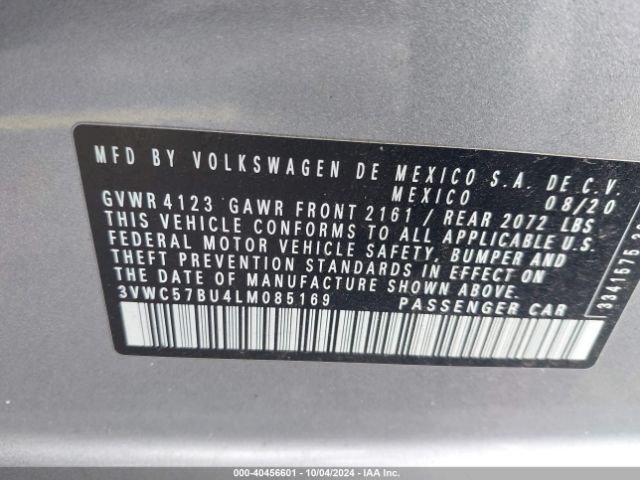 MFD BY VOLKSWAGEN DE MEXICO S.A. DE C.V.
MEXICO 08/20
GVWR 4123 GAWR FRONT 2161 / REAR 2072 LBS
THIS VEHICLE CONFORMS TO ALL APPLICABLE U.S.
FEDERAL MOTOR VEHICLE SAFETY, BUMPER AND
THEFT PREVENTION STANDARDS IN EFFECT ON
THE DATE OF MANUFACTURE SHOWN ABOVE.
3VWC57BU4LM085169 PASSENGER CAR
000-40456601 - 10/04/2024 - IAA Inc.